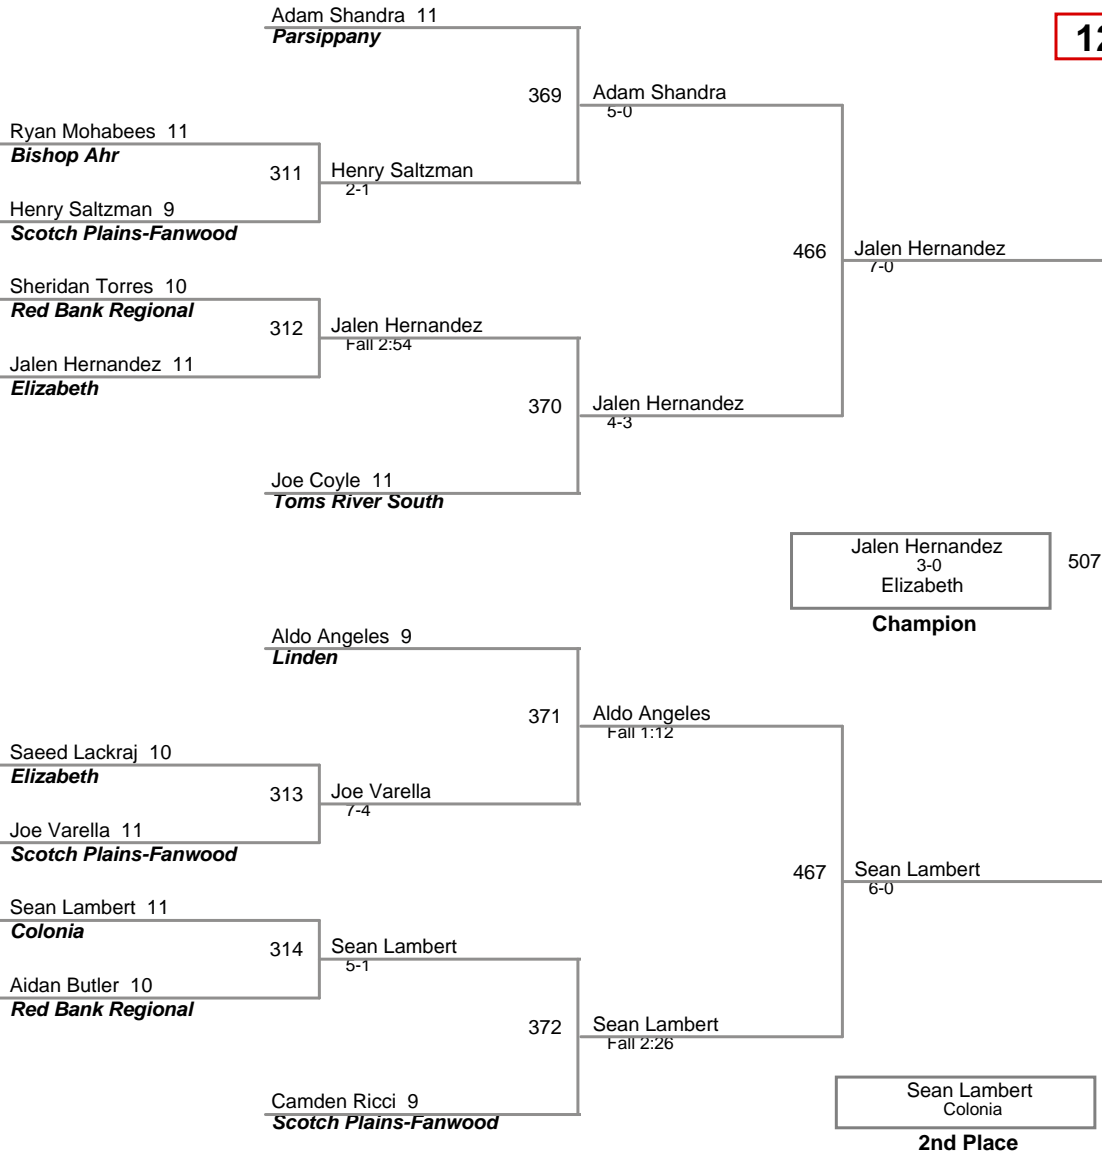 Adam Shandra 11
Parsippany
369
Adam Shandra
5-0
Ryan Mohabees 11
Bishop Ahr
311
Henry Saltzman
2-1
Henry Saltzman 9
Scotch Plains-Fanwood
466
Jalen Hernandez
7-0
Sheridan Torres 10
Red Bank Regional
312
Jalen Hernandez
Fall 2:54
Jalen Hernandez 11
Elizabeth
370
Jalen Hernandez
4-3
Joe Coyle 11
Toms River South
Jalen Hernandez
3-0
Elizabeth
507
Champion
Aldo Angeles 9
Linden
371
Aldo Angeles
Fall 1:12
Saeed Lackraj 10
Elizabeth
313
Joe Varella
7-4
Joe Varella 11
Scotch Plains-Fanwood
467
Sean Lambert
6-0
Sean Lambert 11
Colonia
314
Sean Lambert
5-1
Aidan Butler 10
Red Bank Regional
372
Sean Lambert
Fall 2:26
Camden Ricci 9
Scotch Plains-Fanwood
Sean Lambert
Colonia
2nd Place